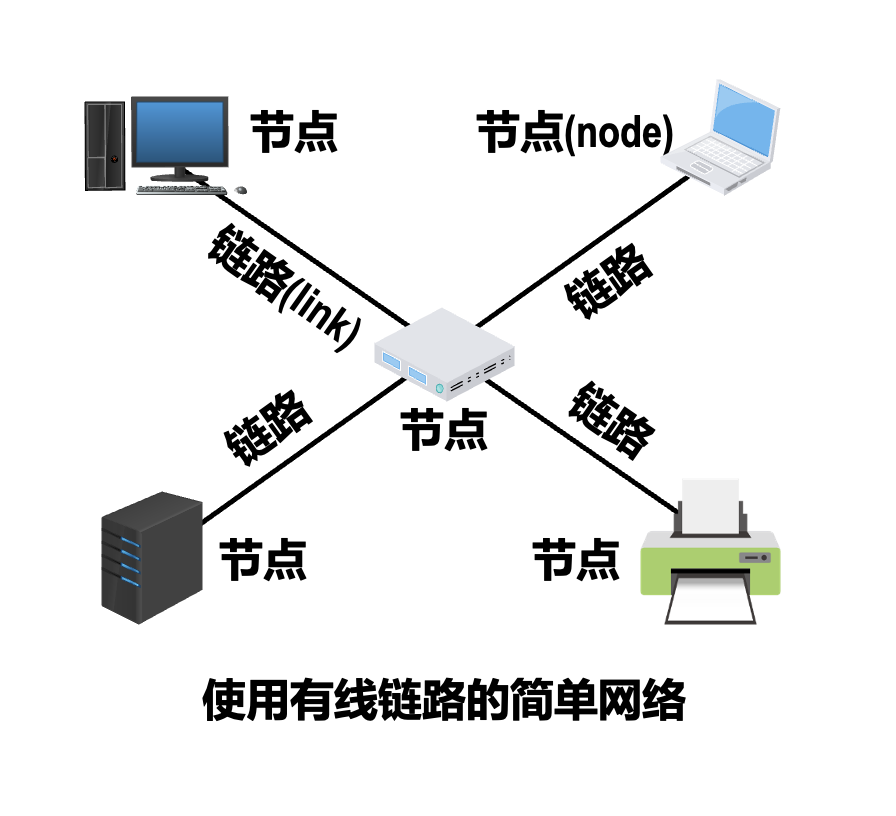 节点
节点(node)
链路(link)
链路
链路
链路
节点
节点
节点
使用有线链路的简单网络